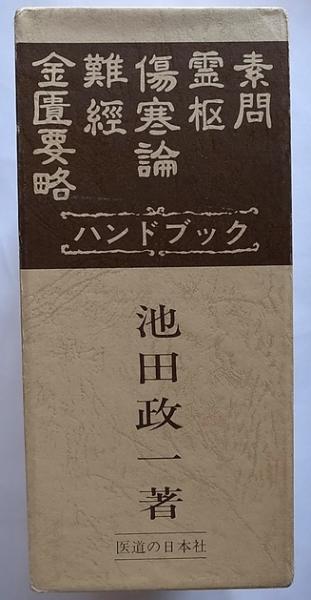 素問
霊枢
傷寒論
難經
金匱要略
ハンドブック
池田政一著
医道の日本社